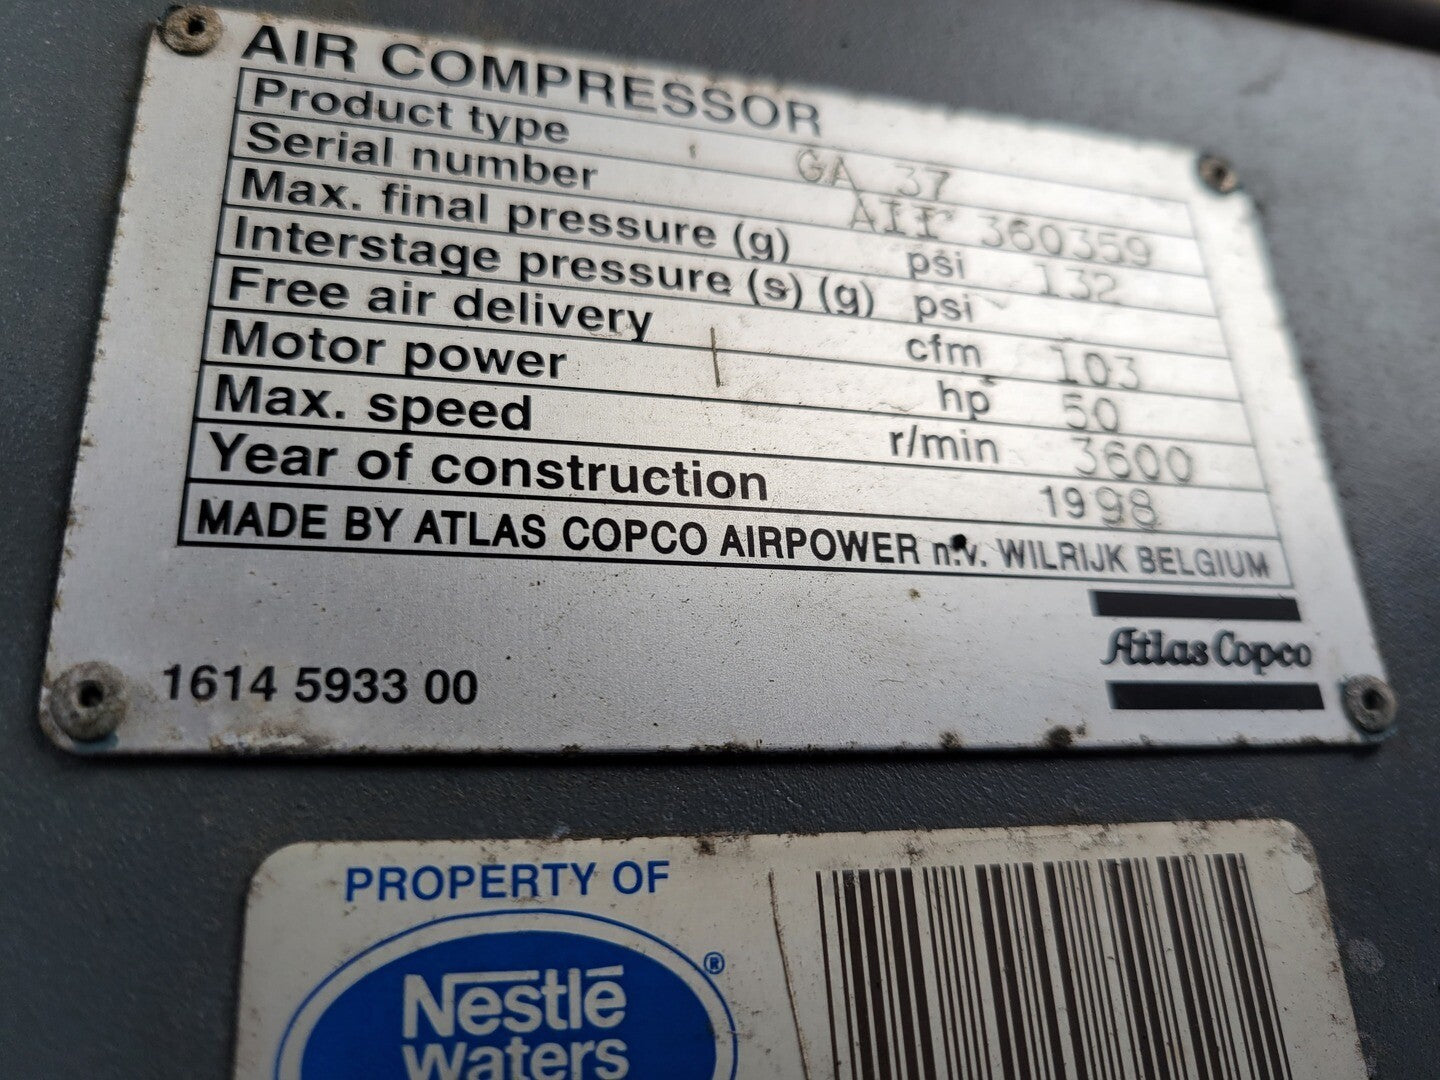 AIR COMPRESSOR
Product type GA 37
Serial number AII 360359
Max. final pressure (g) psi 132
Interstage pressure (s) (g) psi
Free air delivery cfm 103
Motor power hp 50
Max. speed r/min 3600
Year of construction 1998
MADE BY ATLAS COPCO AIRPOWER n.v. WILRIJK BELGIUM
Atlas Copco
1614 5933 00
PROPERTY OF
Nestlē ®
waters